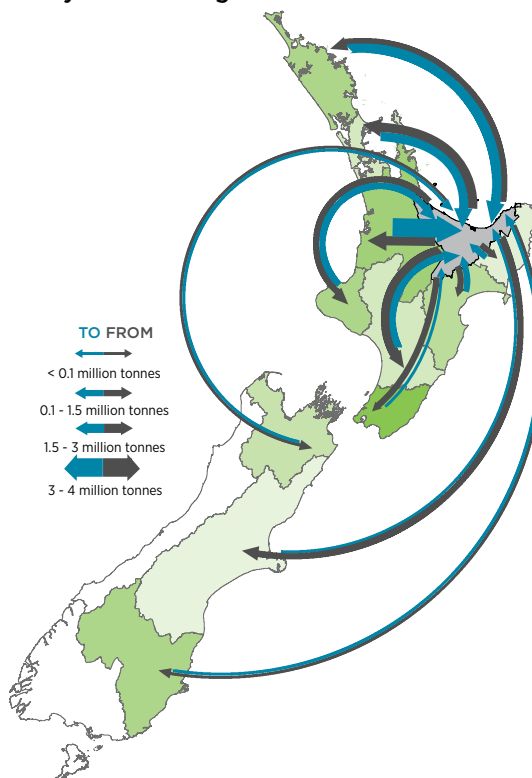 TO FROM
< 0.1 million tonnes
0.1 - 1.5 million tonnes
1.5 - 3 million tonnes
3 - 4 million tonnes